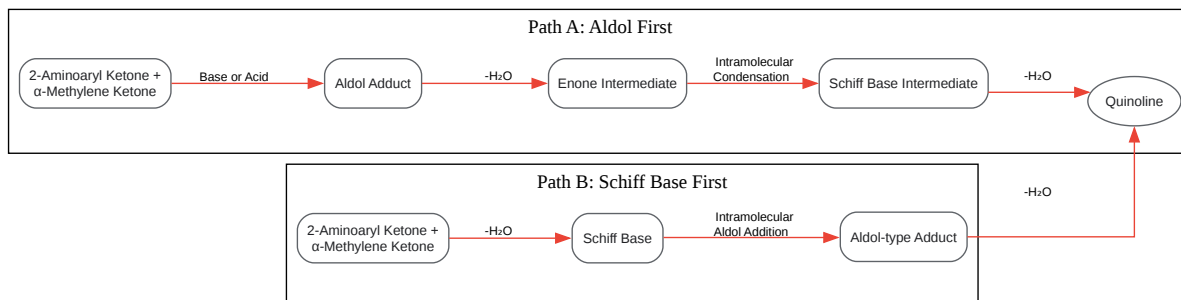 Path A: Aldol First
2-Aminoaryl Ketone +
α-Methylene Ketone
Base or Acid
Aldol Adduct
-H₂O
Enone Intermediate
Intramolecular
Condensation
Schiff Base Intermediate
-H₂O
Quinoline
Path B: Schiff Base First
2-Aminoaryl Ketone +
α-Methylene Ketone
-H₂O
Schiff Base
Intramolecular
Aldol Addition
Aldol-type Adduct
-H₂O